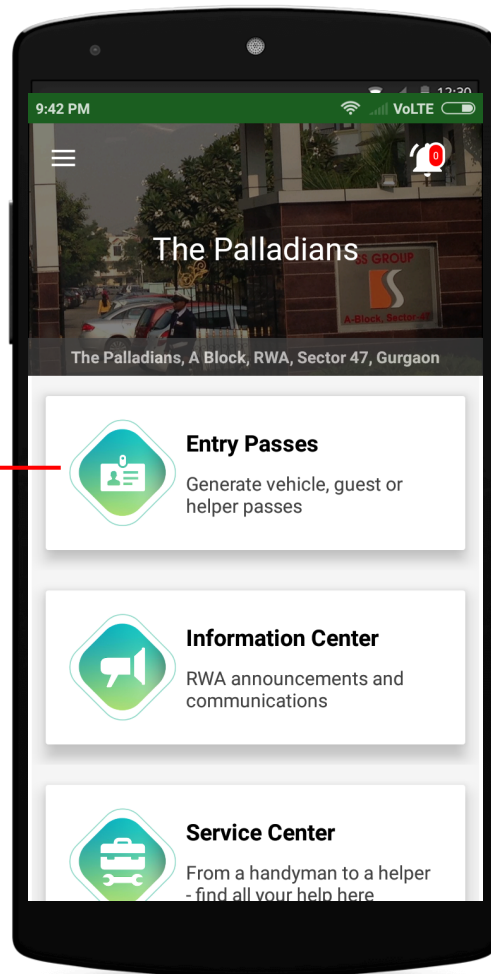 12:30
9:42 PM
VoLTE
0
The Palladians
SS GROUP
A-Block, Sector-47
The Palladians, A Block, RWA, Sector 47, Gurgaon
Entry Passes
Generate vehicle, guest or
helper passes
Information Center
RWA announcements and
communications
Service Center
From a handyman to a helper
- find all your help here